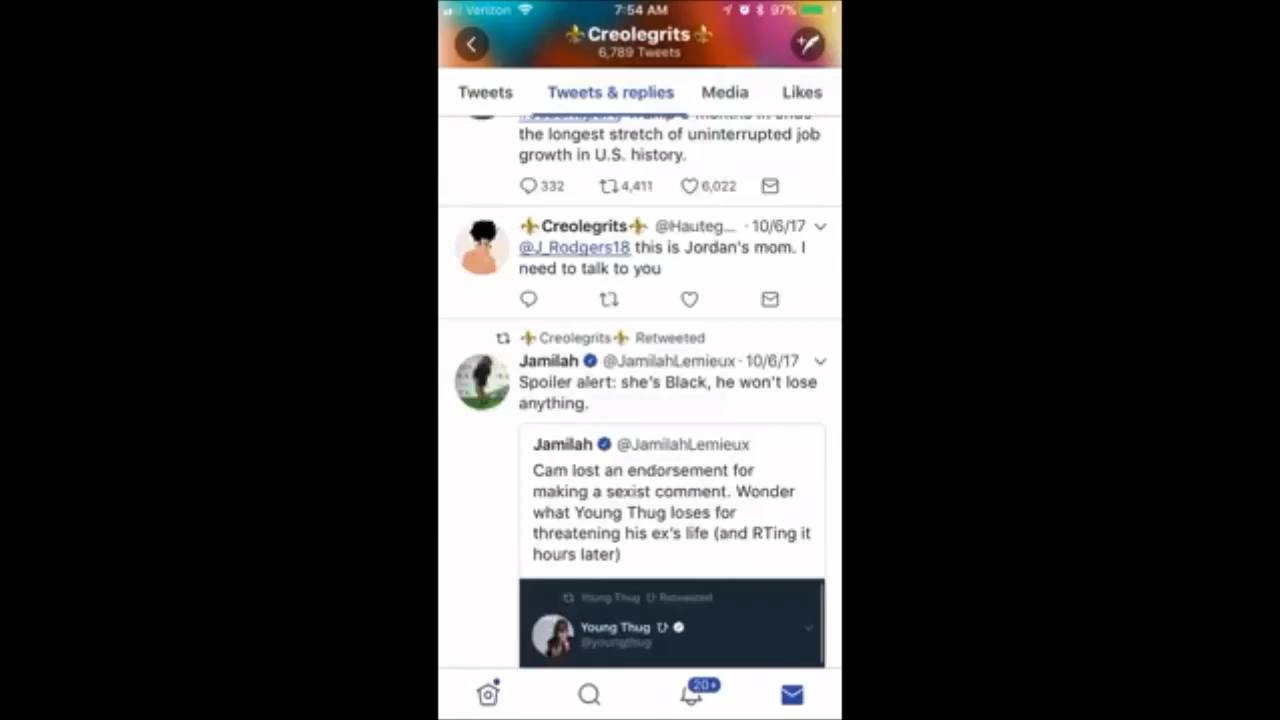 Verizon 7:54 AM 97%
Creolegrits
6,789 Tweets
Tweets Tweets & replies Media Likes
the longest stretch of uninterrupted job
growth in U.S. history.
332 4,411 6,022
Creolegrits @Hauteg... · 10/6/17
@J_Rodgers18 this is Jordan's mom. I
need to talk to you
Creolegrits Retweeted
Jamilah @JamilahLemieux · 10/6/17
Spoiler alert: she's Black, he won't lose
anything.
Jamilah @JamilahLemieux
Cam lost an endorsement for
making a sexist comment. Wonder
what Young Thug loses for
threatening his ex's life (and RTing it
hours later)
Young Thug Retweeted
Young Thug
@youngthug
20+